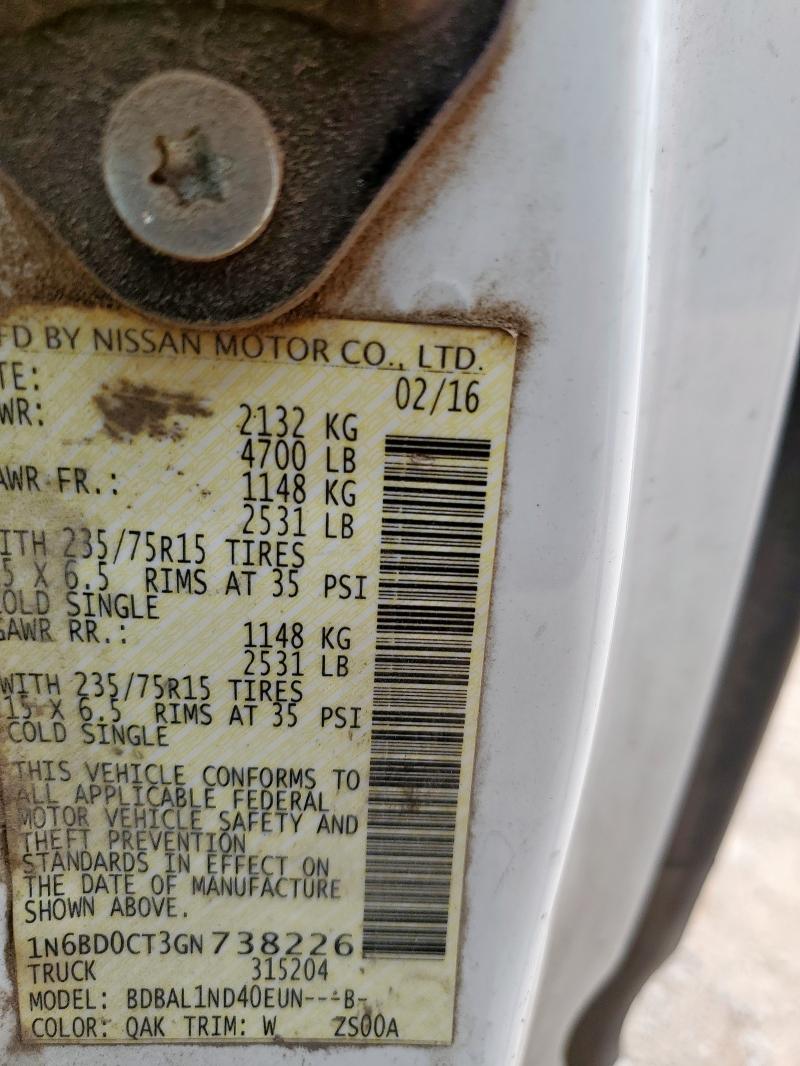 FD BY NISSAN MOTOR CO., LTD.
TE: 02/16
WR: 2132 KG
4700 LB
AWR FR.: 1148 KG
2531 LB
ITH 235/75R15 TIRES
5 X 6.5 RIMS AT 35 PSI
COLD SINGLE
GAWR RR.: 1148 KG
2531 LB
WITH 235/75R15 TIRES
15 X 6.5 RIMS AT 35 PSI
COLD SINGLE
THIS VEHICLE CONFORMS TO
ALL APPLICABLE FEDERAL
MOTOR VEHICLE SAFETY AND
THEFT PREVENTION
STANDARDS IN EFFECT ON
THE DATE OF MANUFACTURE
SHOWN ABOVE.
1N6BD0CT3GN738226
TRUCK 315204
MODEL: BDBAL1ND40EUN---B-
COLOR: QAK TRIM: W ZS00A